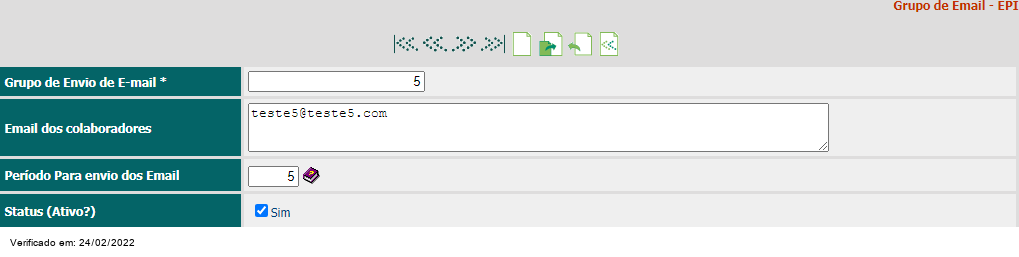 Grupo de Email - EPI
Grupo de Envio de E-mail * 5
Email dos colaboradores teste5@teste5.com
Período Para envio dos Email 5
Status (Ativo?) Sim
Verificado em: 24/02/2022